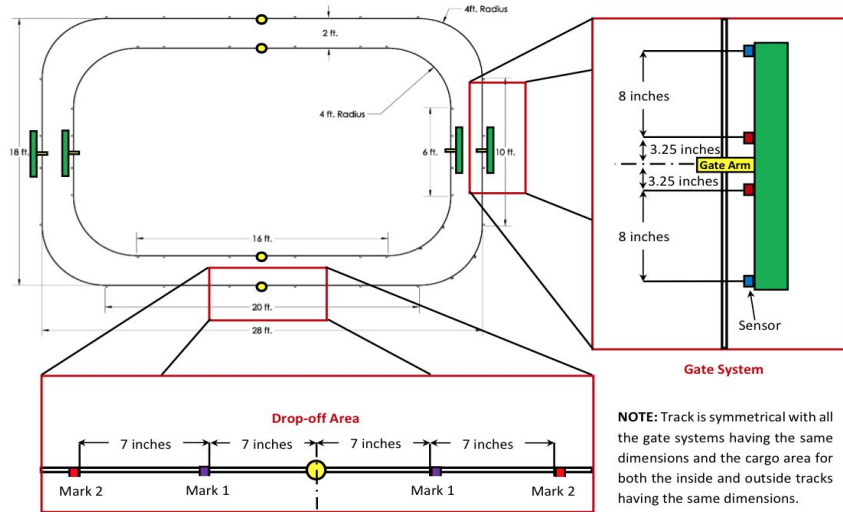 4ft. Radius
2 ft.
4 ft. Radius
18 ft.
6 ft.
10 ft.
16 ft.
20 ft.
28 ft.
8 inches
3.25 inches
Gate Arm
3.25 inches
8 inches
Sensor
Gate System
Drop-off Area
7 inches 7 inches 7 inches 7 inches
Mark 2 Mark 1 Mark 1 Mark 2
NOTE: Track is symmetrical with all
the gate systems having the same
dimensions and the cargo area for
both the inside and outside tracks
having the same dimensions.